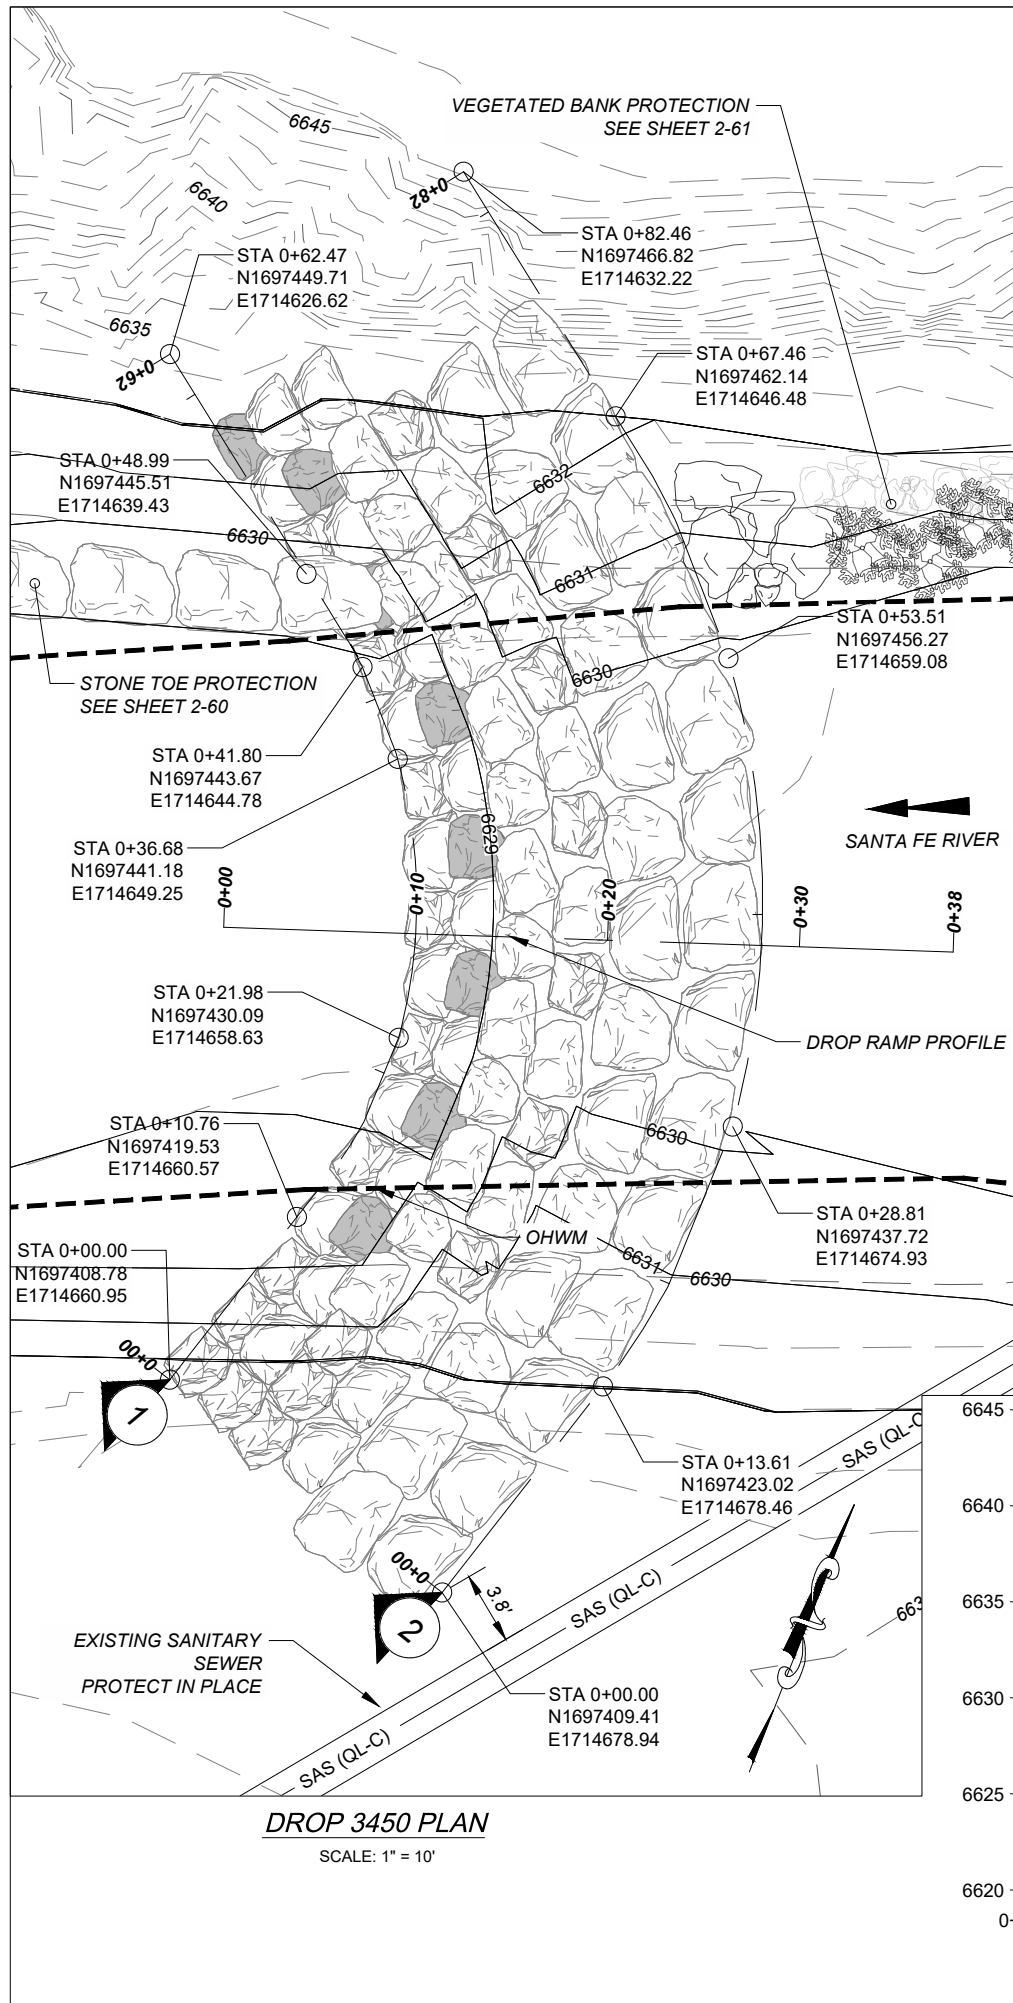 6645
VEGETATED BANK PROTECTION
SEE SHEET 2-61
6640
0+82
STA 0+82.46
N1697466.82
E1714632.22
STA 0+62.47
N1697449.71
E1714626.62
6635
0+62
STA 0+67.46
N1697462.14
E1714646.48
STA 0+48.99
N1697445.51
E1714639.43
6632
6630
6631
STA 0+53.51
N1697456.27
E1714659.08
6630
STONE TOE PROTECTION
SEE SHEET 2-60
STA 0+41.80
N1697443.67
E1714644.78
SANTA FE RIVER
6629
STA 0+36.68
N1697441.18
E1714649.25
0+00
0+10
0+20
0+30
0+38
STA 0+21.98
N1697430.09
E1714658.63
DROP RAMP PROFILE
STA 0+10.76
N1697419.53
E1714660.57
6630
STA 0+28.81
N1697437.72
E1714674.93
OHWM
STA 0+00.00
N1697408.78
E1714660.95
6631
6630
0+00
1
6645
SAS (QL-C
STA 0+13.61
N1697423.02
E1714678.46
6640
0+00
3.8'
SAS (QL-C)
6635
663
2
EXISTING SANITARY
SEWER
PROTECT IN PLACE
STA 0+00.00
N1697409.41
E1714678.94
6630
SAS (QL-C)
6625
DROP 3450 PLAN
SCALE: 1" = 10'
6620
0-